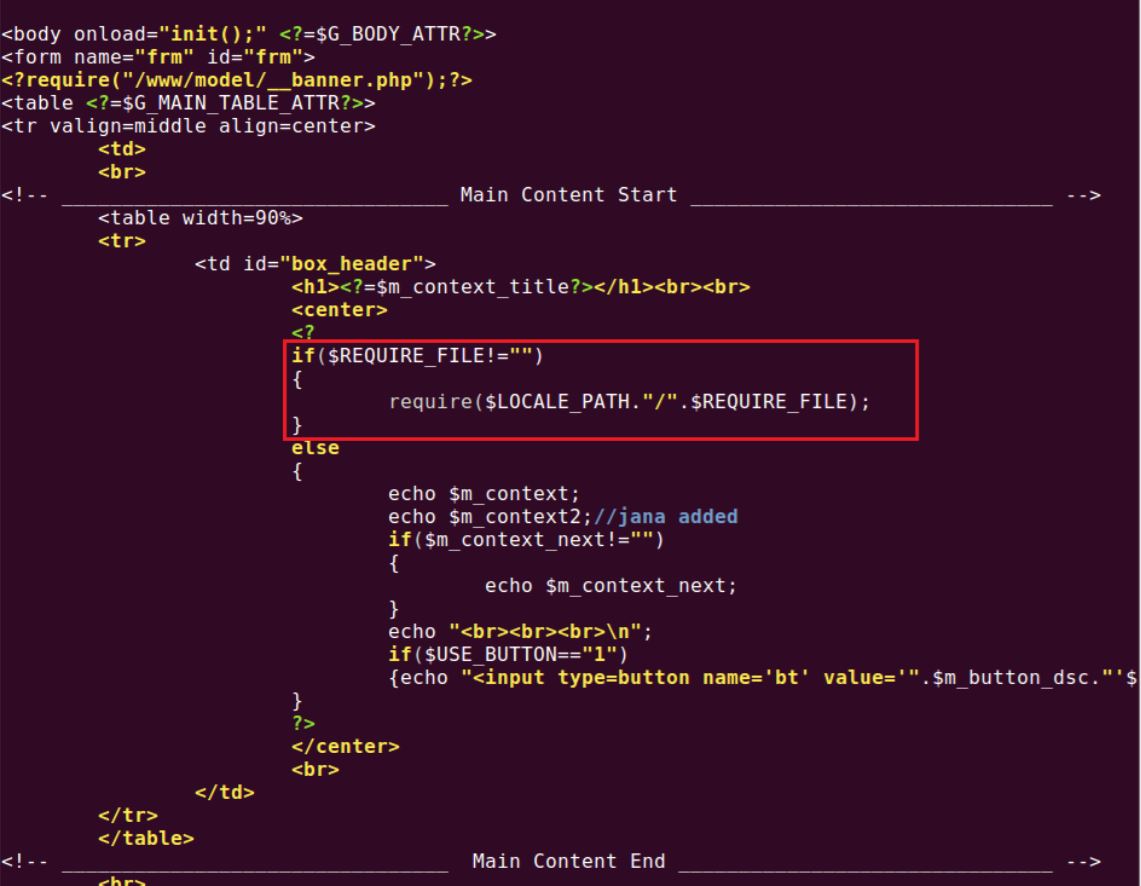 <body onload="init();" <?=$G_BODY_ATTR?>>
<form name="frm" id="frm">
<?require("/www/model/__banner.php");?>
<table <?=$G_MAIN_TABLE_ATTR?>>
<tr valign=middle align=center>
<td>
<br>
<!-- ________________________________ Main Content Start ______________________________ -->
<table width=90%>
<tr>
<td id="box_header">
<h1><?=$m_context_title?></h1><br><br>
<center>
<?
if($REQUIRE_FILE!="")
{
require($LOCALE_PATH."/".$REQUIRE_FILE);
}
else
{
echo $m_context;
echo $m_context2;//jana added
if($m_context_next!="")
{
echo $m_context_next;
}
echo "<br><br><br>\n";
if($USE_BUTTON=="1")
{echo "<input type=button name='bt' value='".$m_button_dsc."'$
}
?>
</center>
<br>
</td>
</tr>
</table>
<!-- ________________________________ Main Content End _______________________________ -->
<br>